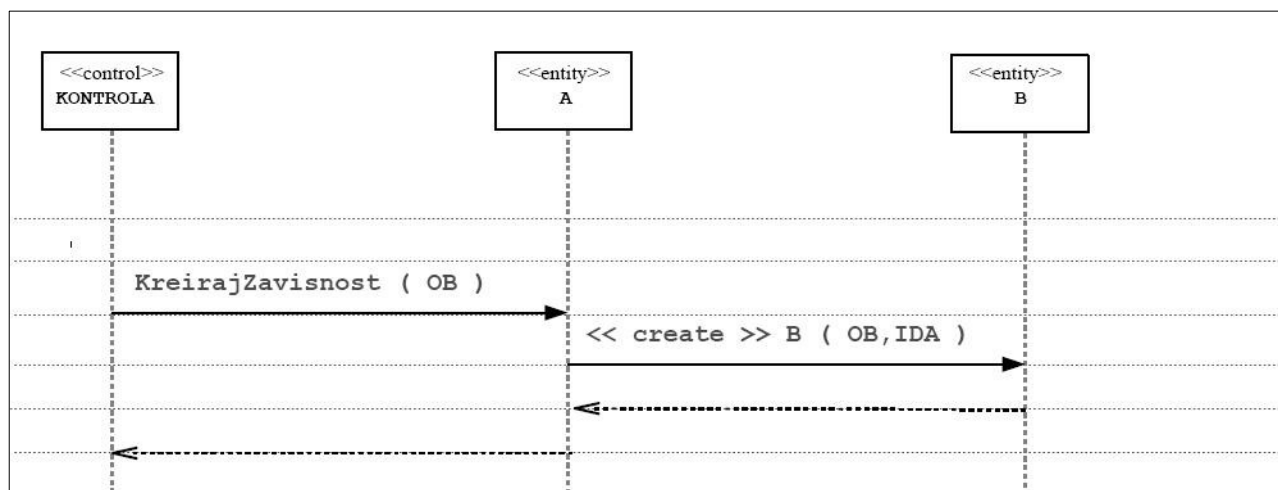 <<control>>
KONTROLA
<<entity>>
A
<<entity>>
B
KreirajZavisnost ( OB )
<< create >> B ( OB,IDA )